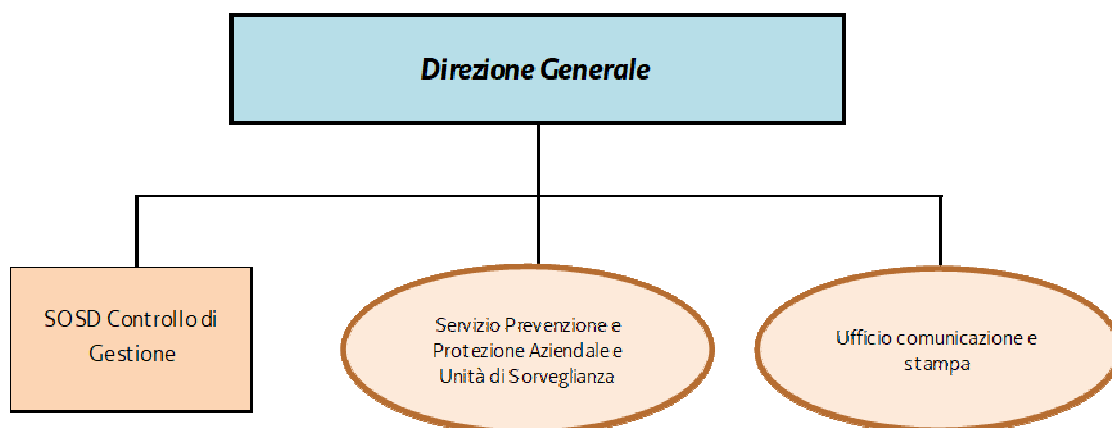 Direzione Generale
SOSD Controllo di
Gestione
Servizio Prevenzione e
Protezione Aziendale e
Unità di Sorveglianza
Ufficio comunicazione e
stampa